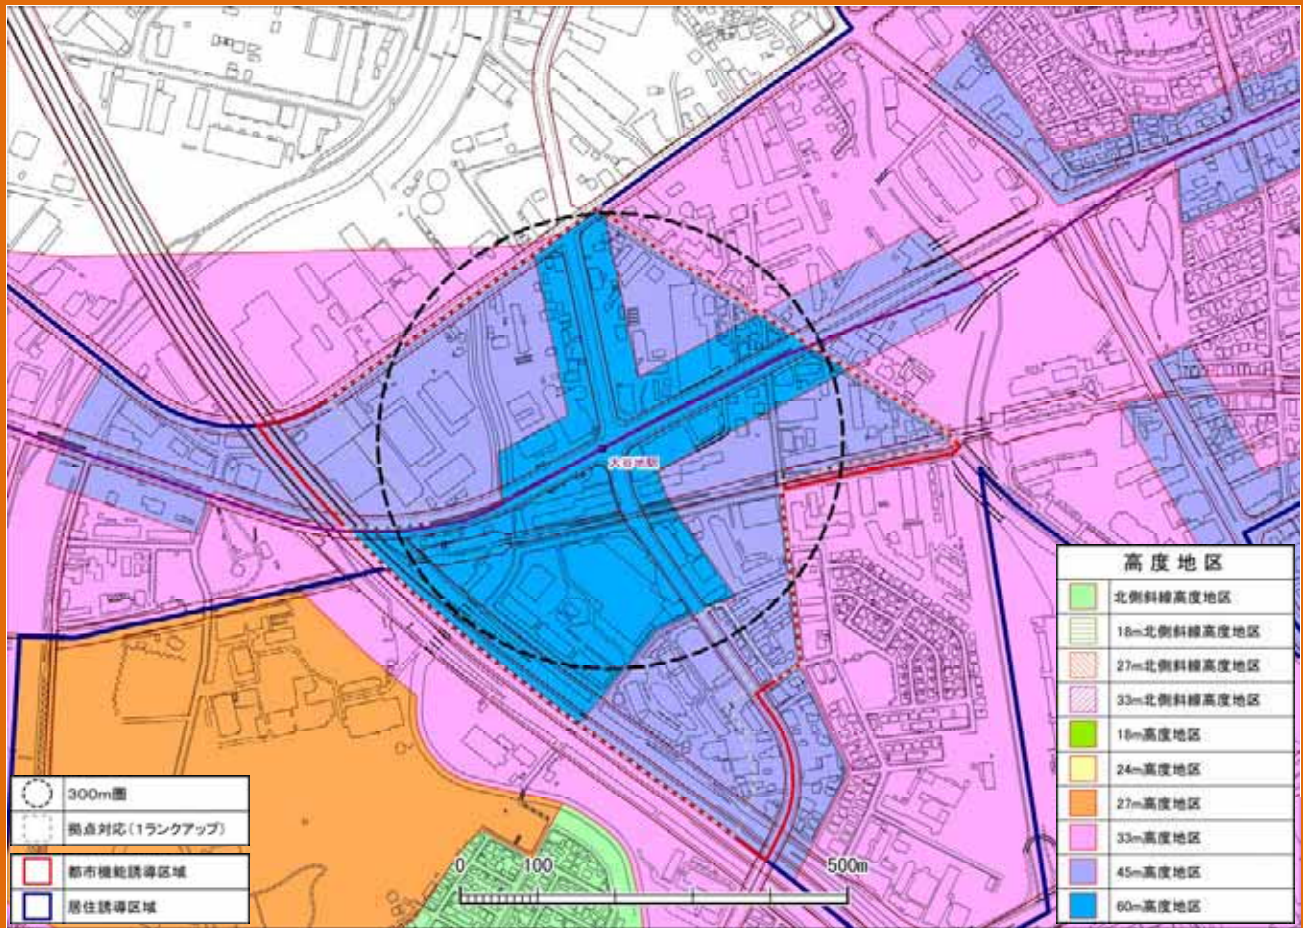 大谷地駅
高度地区
北側斜線高度地区
18m北側斜線高度地区
27m北側斜線高度地区
33m北側斜線高度地区
18m高度地区
24m高度地区
27m高度地区
33m高度地区
45m高度地区
60m高度地区
300m圏
拠点対応(1ランクアップ)
都市機能誘導区域
居住誘導区域
0 100 500m